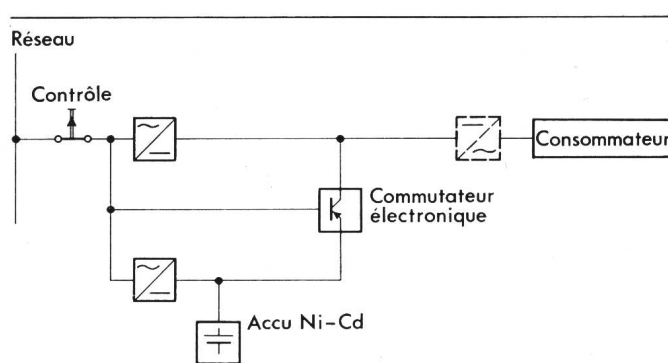 Réseau
Contrôle
Consommateur
Commutateur
électronique
Accu Ni-Cd